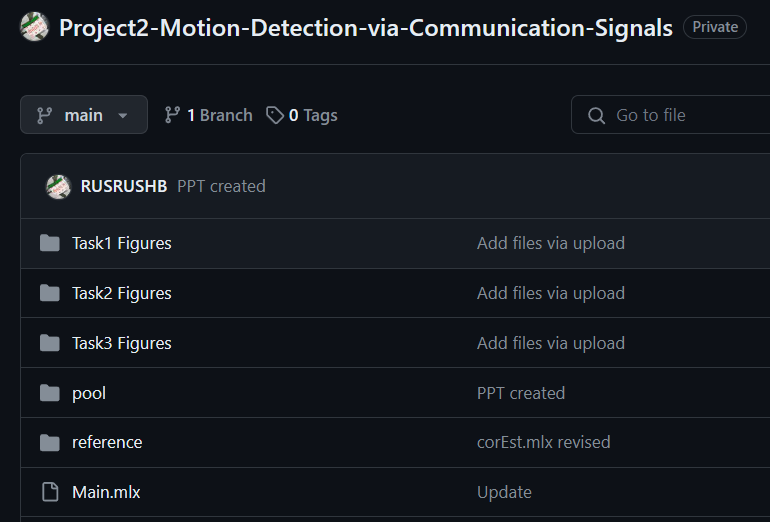 Project2-Motion-Detection-via-Communication-Signals Private
main 1 Branch 0 Tags Go to file
RUSRUSHB PPT created
Task1 Figures Add files via upload
Task2 Figures Add files via upload
Task3 Figures Add files via upload
pool PPT created
reference corEst.mlx revised
Main.mlx Update